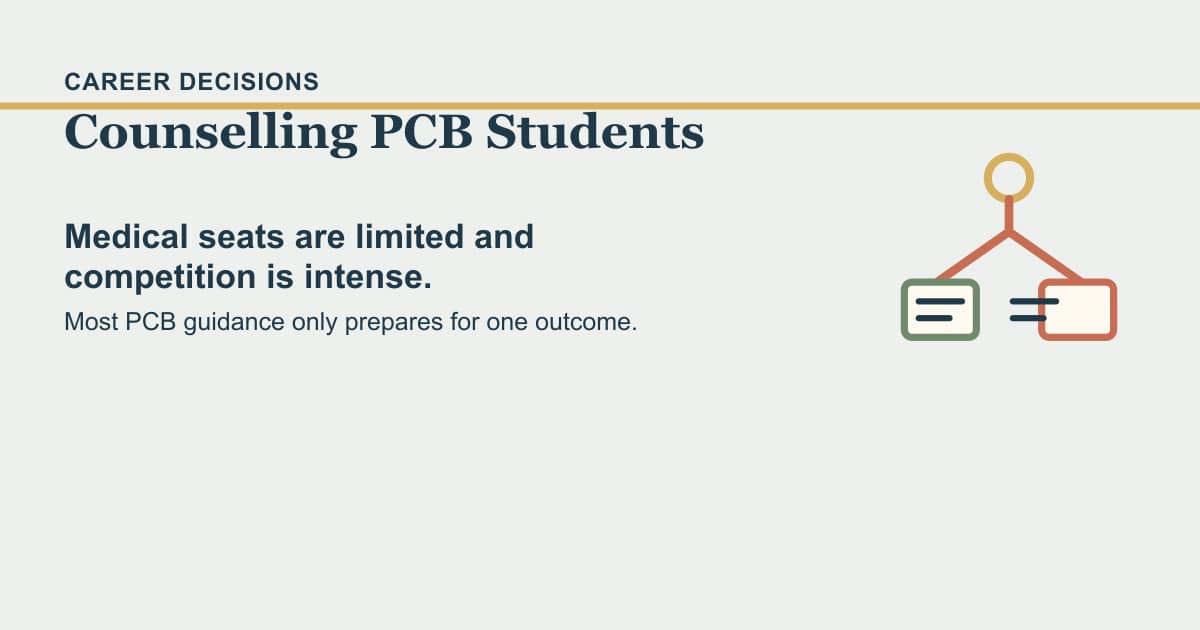 CAREER DECISIONS
Counselling PCB Students
Medical seats are limited and
competition is intense.
Most PCB guidance only prepares for one outcome.